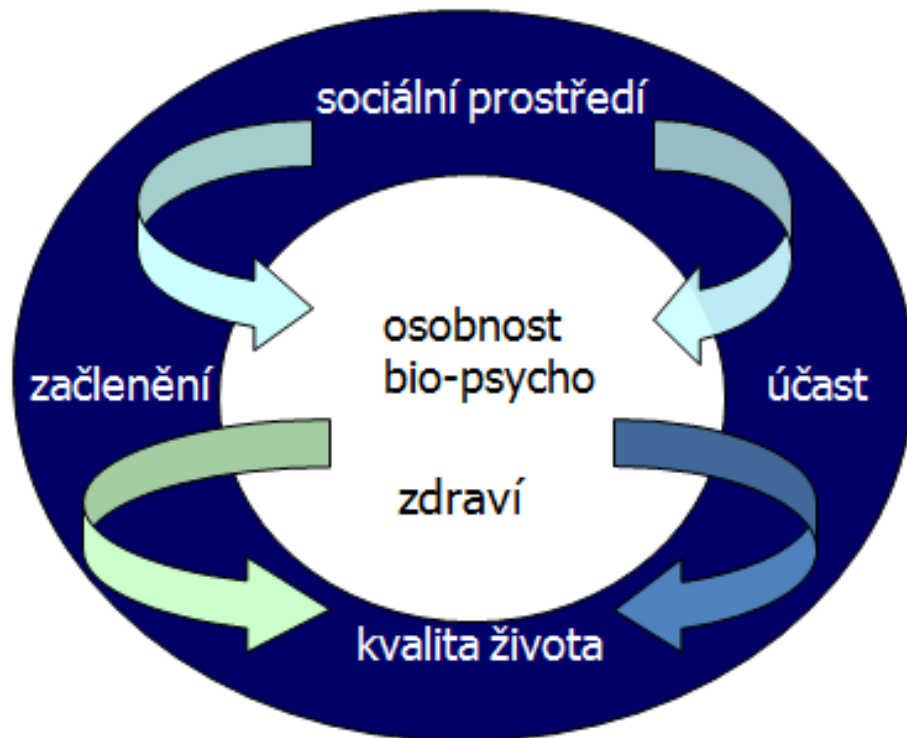 sociální prostředí
osobnost
bio-psycho
začlenění
účast
zdraví
kvalita života